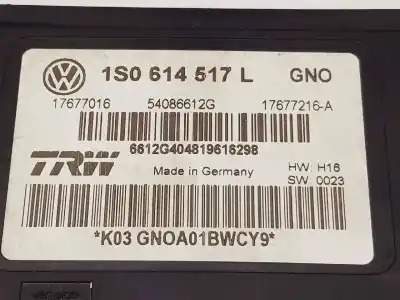 1S0 614 517 L GNO
17677016 54086612G 17677216-A
6612G404819616298
TRW Made in Germany HW: H16
SW: 0023
*K03 GNOA01BWCY9*